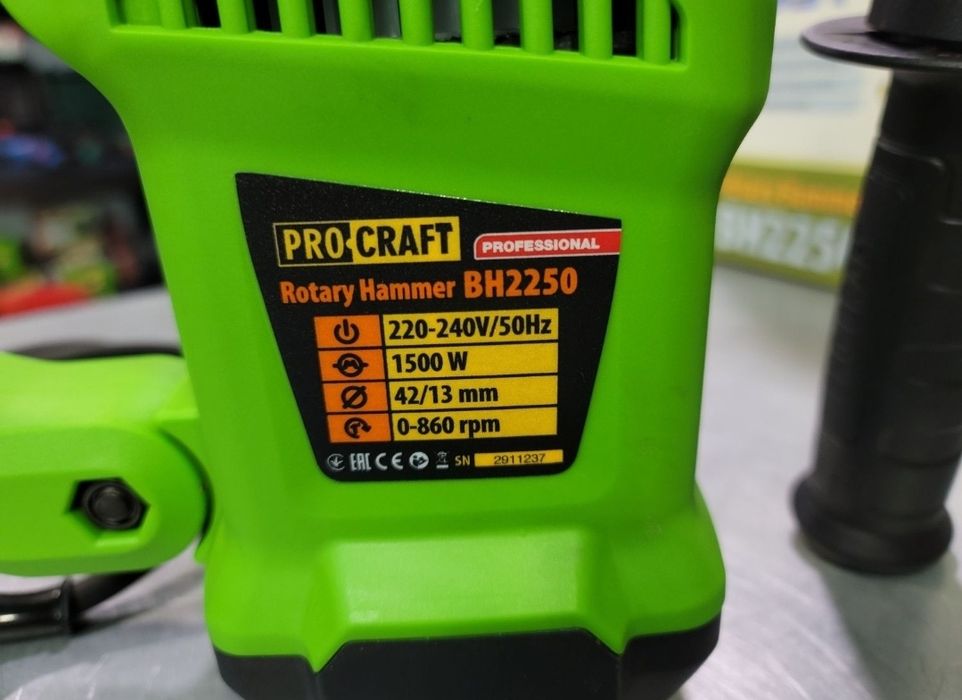 PRO CRAFT
PROFESSIONAL
Rotary Hammer BH2250
220-240V/50Hz
1500 W
42/13 mm
0-860 rpm
EAC CE SN 2911237
BH2250